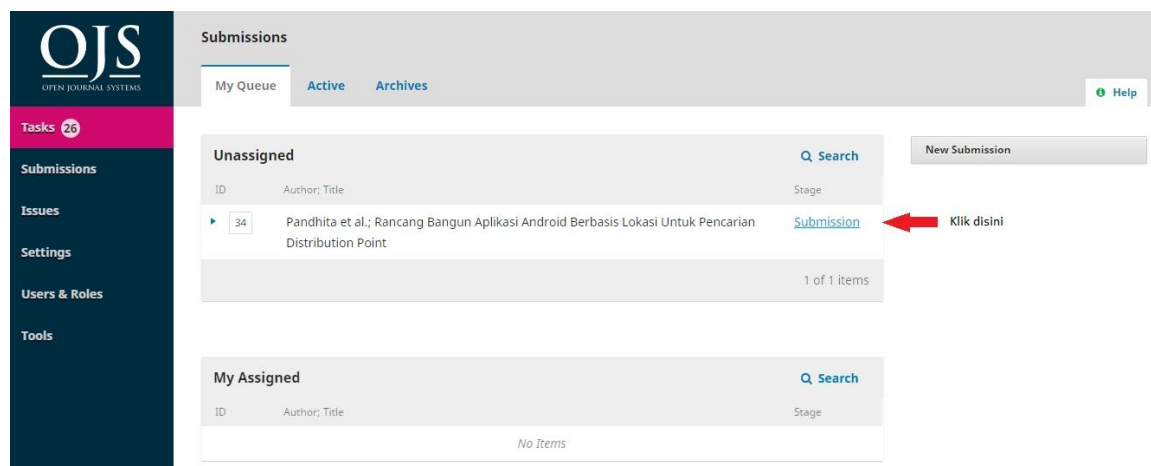 OJS
OPEN JOURNAL SYSTEMS
Tasks 26
Submissions
Issues
Settings
Users & Roles
Tools
Submissions
My Queue Active Archives
Help
Unassigned Search
ID Author; Title Stage
34 Pandhita et al.; Rancang Bangun Aplikasi Android Berbasis Lokasi Untuk Pencarian Submission
Distribution Point
1 of 1 items
New Submission
Klik disini
My Assigned Search
ID Author; Title Stage
No Items